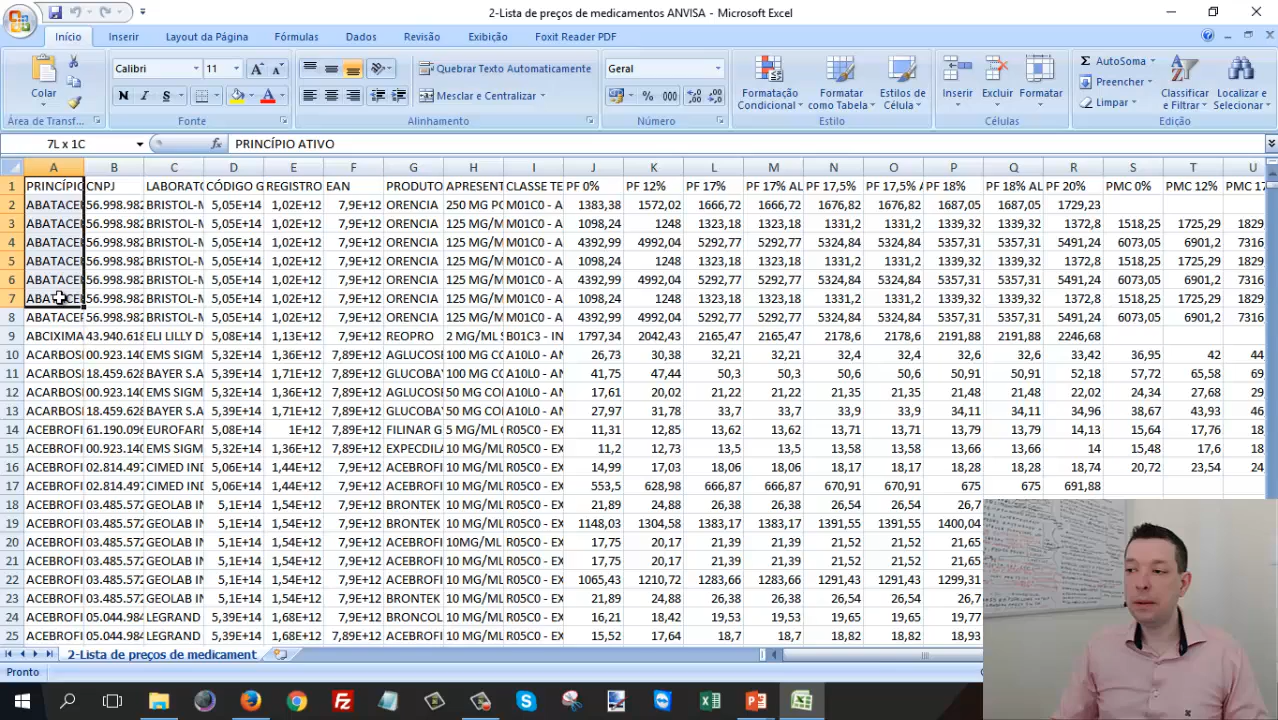 2-Lista de preços de medicamentos ANVISA - Microsoft Excel
Início Inserir Layout da Página Fórmulas Dados Revisão Exibição Foxit Reader PDF
Colar Calibri 11 Quebrar Texto Automaticamente Geral AutoSoma
Mesclar e Centralizar Formatação Condicional Formatar como Tabela Estilos de Célula Inserir Excluir Formatar Preencher Classificar e Filtrar Localizar e Selecionar
N I S % 000 Limpar
Área de Transf... Fonte Alinhamento Número Estilo Células Edição
7L x 1C fx PRINCÍPIO ATIVO
A B C D E F G H I J K L M N O P Q R S T U
1 PRINCÍPIO CNPJ LABORATO CÓDIGO G REGISTRO EAN PRODUTO APRESENT CLASSE TE PF 0% PF 12% PF 17% PF 17% AL PF 17,5% PF 17,5% A PF 18% PF 18% AL PF 20% PMC 0% PMC 12% PMC 17
2 ABATACEP 56.998.982 BRISTOL-M 5,05E+14 1,02E+12 7,9E+12 ORENCIA 250 MG PO M01C0 - A 1383,38 1572,02 1666,72 1666,72 1676,82 1676,82 1687,05 1687,05 1729,23
3 ABATACEP 56.998.982 BRISTOL-M 5,05E+14 1,02E+12 7,9E+12 ORENCIA 125 MG/M M01C0 - A 1098,24 1248 1323,18 1323,18 1331,2 1331,2 1339,32 1339,32 1372,8 1518,25 1725,29 1829
4 ABATACEP 56.998.982 BRISTOL-M 5,05E+14 1,02E+12 7,9E+12 ORENCIA 125 MG/M M01C0 - A 4392,99 4992,04 5292,77 5292,77 5324,84 5324,84 5357,31 5357,31 5491,24 6073,05 6901,2 7316
5 ABATACEP 56.998.982 BRISTOL-M 5,05E+14 1,02E+12 7,9E+12 ORENCIA 125 MG/M M01C0 - A 1098,24 1248 1323,18 1323,18 1331,2 1331,2 1339,32 1339,32 1372,8 1518,25 1725,29 1829
6 ABATACEP 56.998.982 BRISTOL-M 5,05E+14 1,02E+12 7,9E+12 ORENCIA 125 MG/M M01C0 - A 4392,99 4992,04 5292,77 5292,77 5324,84 5324,84 5357,31 5357,31 5491,24 6073,05 6901,2 7316
7 ABATACEP 56.998.982 BRISTOL-M 5,05E+14 1,02E+12 7,9E+12 ORENCIA 125 MG/M M01C0 - A 1098,24 1248 1323,18 1323,18 1331,2 1331,2 1339,32 1339,32 1372,8 1518,25 1725,29 1829
8 ABATACEP 56.998.982 BRISTOL-M 5,05E+14 1,02E+12 7,9E+12 ORENCIA 125 MG/M M01C0 - A 4392,99 4992,04 5292,77 5292,77 5324,84 5324,84 5357,31 5357,31 5491,24 6073,05 6901,2 7316
9 ABCIXIMA 43.940.618 ELI LILLY D 5,08E+14 1,13E+12 7,9E+12 REOPRO 2 MG/ML S B01C3 - IN 1797,34 2042,43 2165,47 2165,47 2178,6 2178,6 2191,88 2191,88 2246,68
10 ACARBOS 00.923.140 EMS SIGM 5,32E+14 1,36E+12 7,89E+12 AGLUCOSE 100 MG CO A10L0 - AN 26,73 30,38 32,21 32,21 32,4 32,4 32,6 32,6 33,42 36,95 42 44
11 ACARBOS 18.459.628 BAYER S.A 5,39E+14 1,71E+12 7,89E+12 GLUCOBAY 100 MG CO A10L0 - AN 41,75 47,44 50,3 50,3 50,6 50,6 50,91 50,91 52,18 57,72 65,58 69
12 ACARBOS 00.923.140 EMS SIGM 5,32E+14 1,36E+12 7,89E+12 AGLUCOSE 50 MG COM A10L0 - AN 17,61 20,02 21,22 21,22 21,35 21,35 21,48 21,48 22,02 24,34 27,68 29
13 ACARBOS 18.459.628 BAYER S.A 5,39E+14 1,71E+12 7,89E+12 GLUCOBAY 50 MG COM A10L0 - AN 27,97 31,78 33,7 33,7 33,9 33,9 34,11 34,11 34,96 38,67 43,93 46
14 ACEBROFI 61.190.096 EUROFARM 5,08E+14 1E+12 7,89E+12 FILINAR G 5 MG/ML R05C0 - EX 11,31 12,85 13,62 13,62 13,71 13,71 13,79 13,79 14,13 15,64 17,76 18
15 ACEBROFI 00.923.140 EMS SIGM 5,32E+14 1,36E+12 7,89E+12 EXPECDILA 10 MG/ML R05C0 - EX 11,2 12,72 13,5 13,5 13,58 13,58 13,66 13,66 14 15,48 17,6 18
16 ACEBROFI 02.814.497 CIMED IND 5,06E+14 1,44E+12 7,9E+12 ACEBROFI 10 MG/ML R05C0 - EX 14,99 17,03 18,06 18,06 18,17 18,17 18,28 18,28 18,74 20,72 23,54 24
17 ACEBROFI 02.814.497 CIMED IND 5,06E+14 1,44E+12 7,9E+12 ACEBROFI 10 MG/ML R05C0 - EX 553,5 628,98 666,87 666,87 670,91 670,91 675 675 691,88
18 ACEBROFI 03.485.572 GEOLAB IN 5,1E+14 1,54E+12 7,9E+12 BRONTEK 10 MG/ML R05C0 - EX 21,89 24,88 26,38 26,38 26,54 26,54 26,7
19 ACEBROFI 03.485.572 GEOLAB IN 5,1E+14 1,54E+12 7,9E+12 BRONTEK 10 MG/ML R05C0 - EX 1148,03 1304,58 1383,17 1383,17 1391,55 1391,55 1400,04
20 ACEBROFI 03.485.572 GEOLAB IN 5,1E+14 1,54E+12 7,9E+12 ACEBROFI 10MG/ML R05C0 - EX 17,75 20,17 21,39 21,39 21,52 21,52 21,65
21 ACEBROFI 03.485.572 GEOLAB IN 5,1E+14 1,54E+12 7,9E+12 ACEBROFI 10 MG/ML R05C0 - EX 17,75 20,17 21,39 21,39 21,52 21,52 21,65
22 ACEBROFI 03.485.572 GEOLAB IN 5,1E+14 1,54E+12 7,9E+12 ACEBROFI 10 MG/ML R05C0 - EX 1065,43 1210,72 1283,66 1283,66 1291,43 1291,43 1299,31
23 ACEBROFI 03.485.572 GEOLAB IN 5,1E+14 1,54E+12 7,9E+12 ACEBROFI 10 MG/ML R05C0 - EX 21,89 24,88 26,38 26,38 26,54 26,54 26,7
24 ACEBROFI 05.044.984 LEGRAND 5,39E+14 1,68E+12 7,9E+12 BRONCOL 10 MG/ML R05C0 - EX 16,21 18,42 19,53 19,53 19,65 19,65 19,77
25 ACEBROFI 05.044.984 LEGRAND 5,39E+14 1,68E+12 7,89E+12 ACEBROFI 10 MG/ML R05C0 - EX 15,52 17,64 18,7 18,7 18,82 18,82 18,93
2-Lista de preços de medicament
Pronto